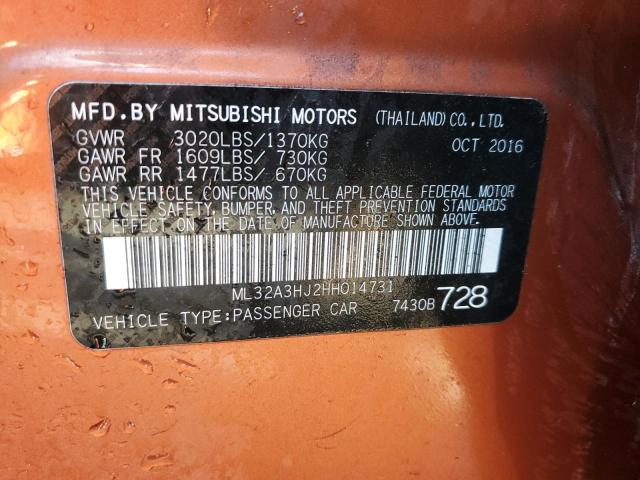 MFD.BY MITSUBISHI MOTORS (THAILAND)CO.,LTD.
GVWR 3020LBS/1370KG OCT 2016
GAWR FR 1609LBS/ 730KG
GAWR RR 1477LBS/ 670KG
THIS VEHICLE CONFORMS TO ALL APPLICABLE FEDERAL MOTOR
VEHICLE SAFETY, BUMPER, AND THEFT PREVENTION STANDARDS
IN EFFECT ON THE DATE OF MANUFACTURE SHOWN ABOVE.
ML32A3HJ2HH014731
VEHICLE TYPE:PASSENGER CAR 7430B 728